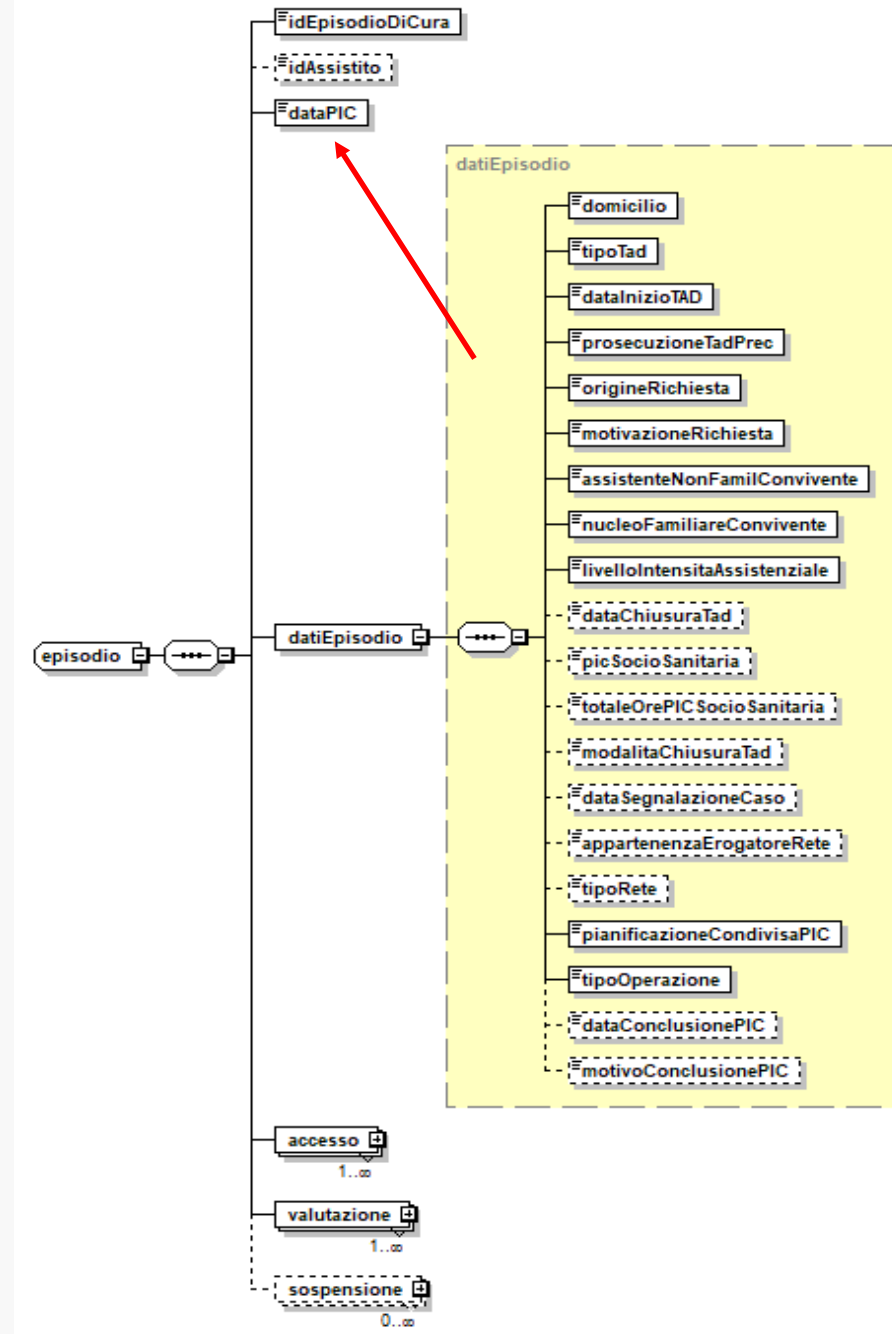 idEpisodioDiCura
idAssistito
dataPIC
datiEpisodio
domicilio
tipoTad
dataInizioTAD
prosecuzioneTadPrec
origineRichiesta
motivazioneRichiesta
assistenteNonFamilConvivente
nucleoFamiliareConvivente
livelloIntensitaAssistenziale
dataChiusuraTad
episodio
datiEpisodio
picSocioSanitaria
totaleOrePICSocioSanitaria
modalitaChiusuraTad
dataSegnalazioneCaso
appartenenzaErogatoreRete
tipoRete
pianificazioneCondivisaPIC
tipoOperazione
dataConclusionePIC
motivoConclusionePIC
accesso
1..∞
valutazione
1..∞
sospensione
0..∞